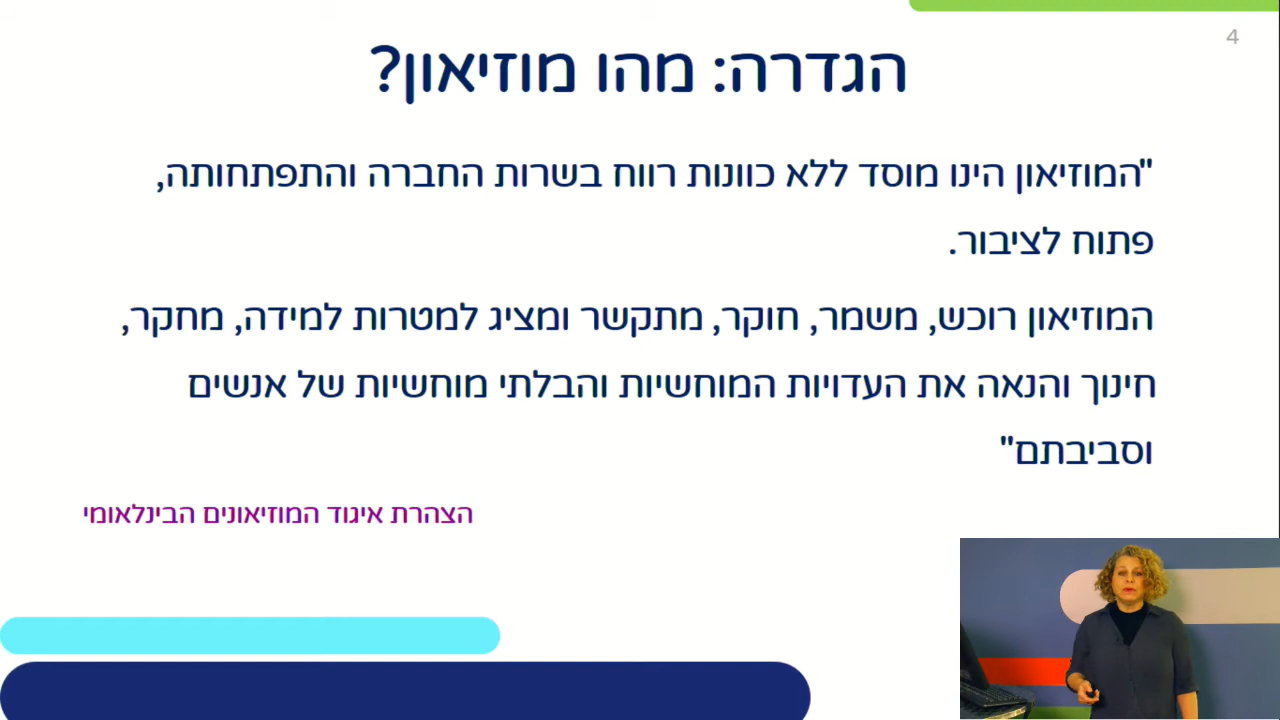 4
הגדרה: מהו מוזיאון?
"המוזיאון הינו מוסד ללא כוונות רווח בשרות החברה והתפתחותה,
פתוח לציבור.
המוזיאון רוכש, משמר, חוקר, מתקשר ומציג למטרות למידה, מחקר,
חינוך והנאה את העדויות המוחשיות והבלתי מוחשיות של אנשים
וסביבתם"
הצהרת איגוד המוזיאונים הבינלאומי